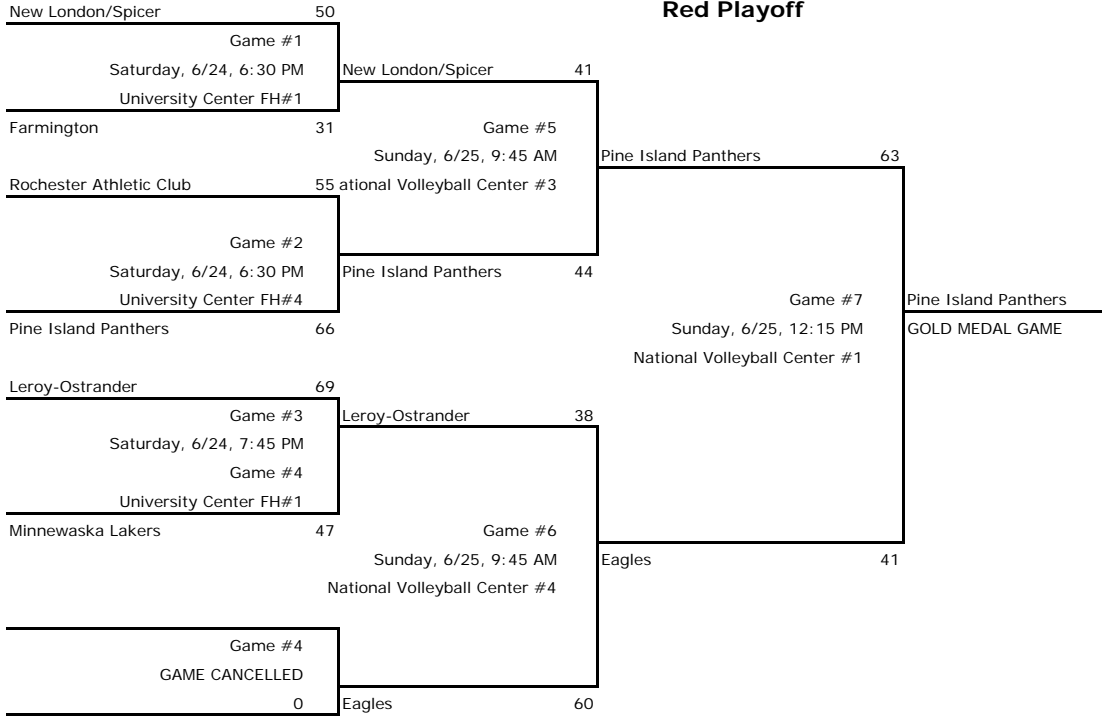 Red Playoff
New London/Spicer 50
Game #1
Saturday, 6/24, 6:30 PM
University Center FH#1
Farmington 31
New London/Spicer 41
Game #5
Sunday, 6/25, 9:45 AM
ational Volleyball Center #3
Rochester Athletic Club 55
Game #2
Saturday, 6/24, 6:30 PM
University Center FH#4
Pine Island Panthers 66
Pine Island Panthers 44
Pine Island Panthers 63
Game #7
Sunday, 6/25, 12:15 PM
National Volleyball Center #1
Pine Island Panthers
GOLD MEDAL GAME
Leroy-Ostrander 69
Game #3
Saturday, 6/24, 7:45 PM
Game #4
University Center FH#1
Minnewaska Lakers 47
Leroy-Ostrander 38
Game #6
Sunday, 6/25, 9:45 AM
National Volleyball Center #4
Eagles 41
Game #4
GAME CANCELLED
0
Eagles 60